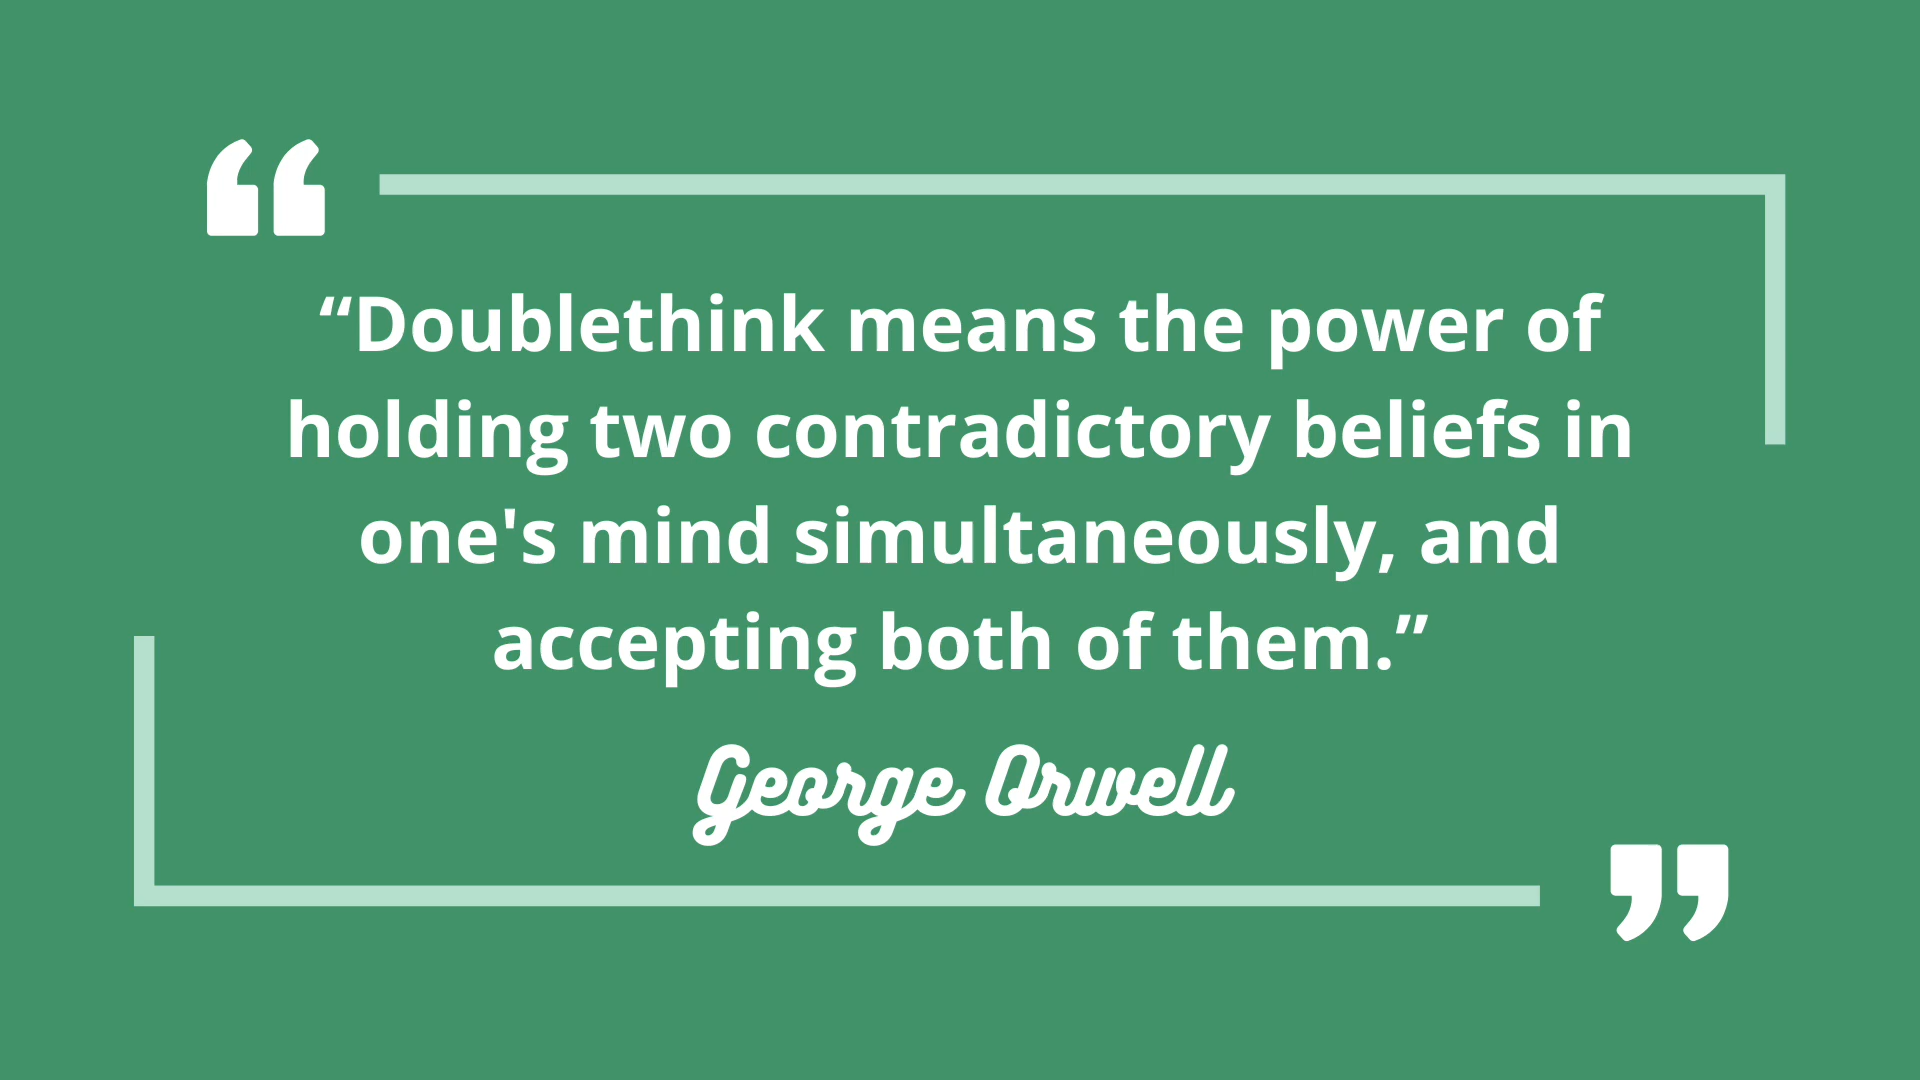 “Doublethink means the power of
holding two contradictory beliefs in
one's mind simultaneously, and
accepting both of them.”
George Orwell